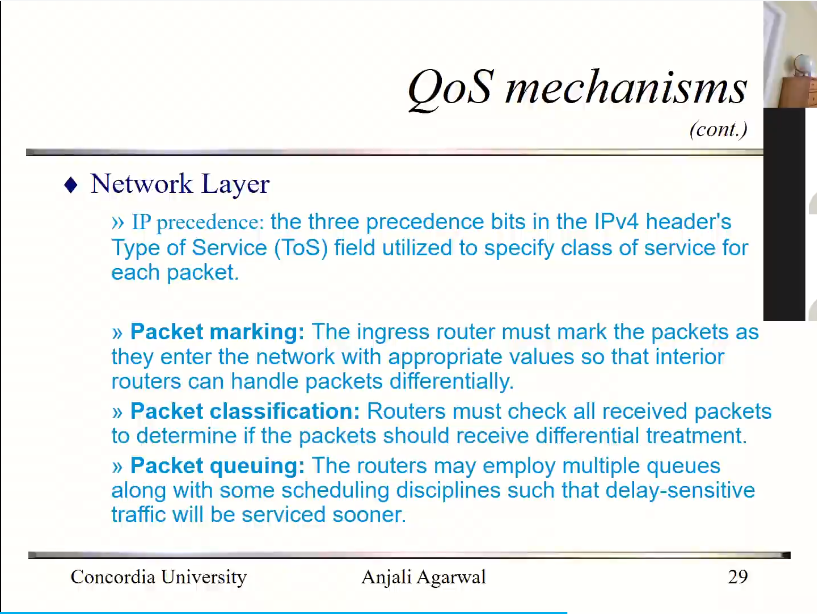 QoS mechanisms
(cont.)
♦ Network Layer
» IP precedence: the three precedence bits in the IPv4 header's
Type of Service (ToS) field utilized to specify class of service for
each packet.
» Packet marking: The ingress router must mark the packets as
they enter the network with appropriate values so that interior
routers can handle packets differentially.
» Packet classification: Routers must check all received packets
to determine if the packets should receive differential treatment.
» Packet queuing: The routers may employ multiple queues
along with some scheduling disciplines such that delay-sensitive
traffic will be serviced sooner.
Concordia University Anjali Agarwal 29